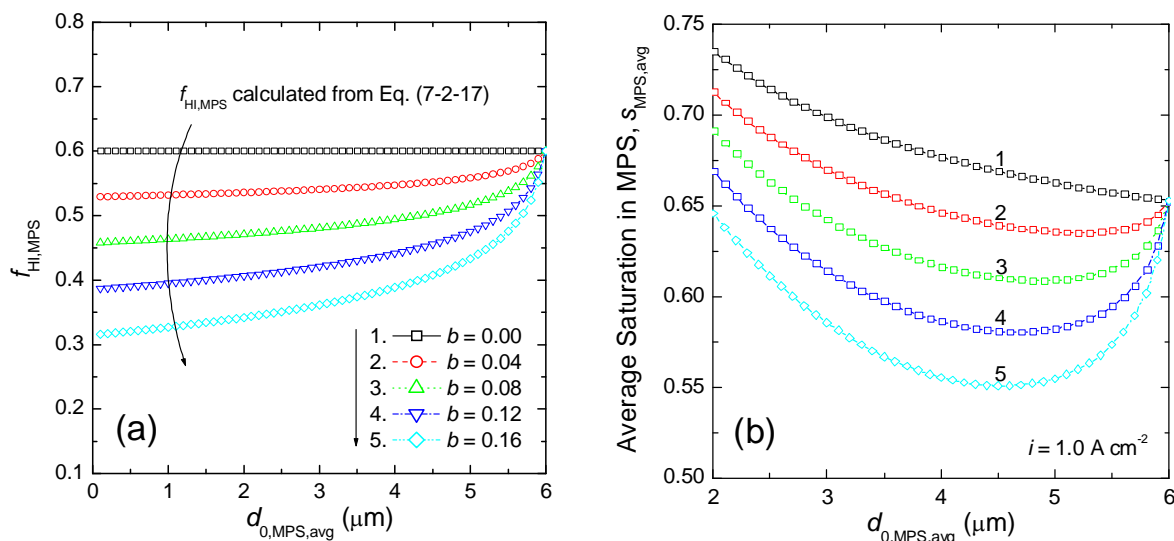 0.8
0.7
0.6
0.5
0.4
0.3
0.2
0.1
f_HI,MPS
f_HI,MPS calculated from Eq. (7-2-17)
1. b = 0.00
2. b = 0.04
3. b = 0.08
4. b = 0.12
5. b = 0.16
(a)
0 1 2 3 4 5 6
d_0,MPS,avg (μm)
0.75
0.70
0.65
0.60
0.55
0.50
Average Saturation in MPS, s_MPS,avg
1
2
3
4
5
(b)
i = 1.0 A cm⁻²
2 3 4 5 6
d_0,MPS,avg (μm)